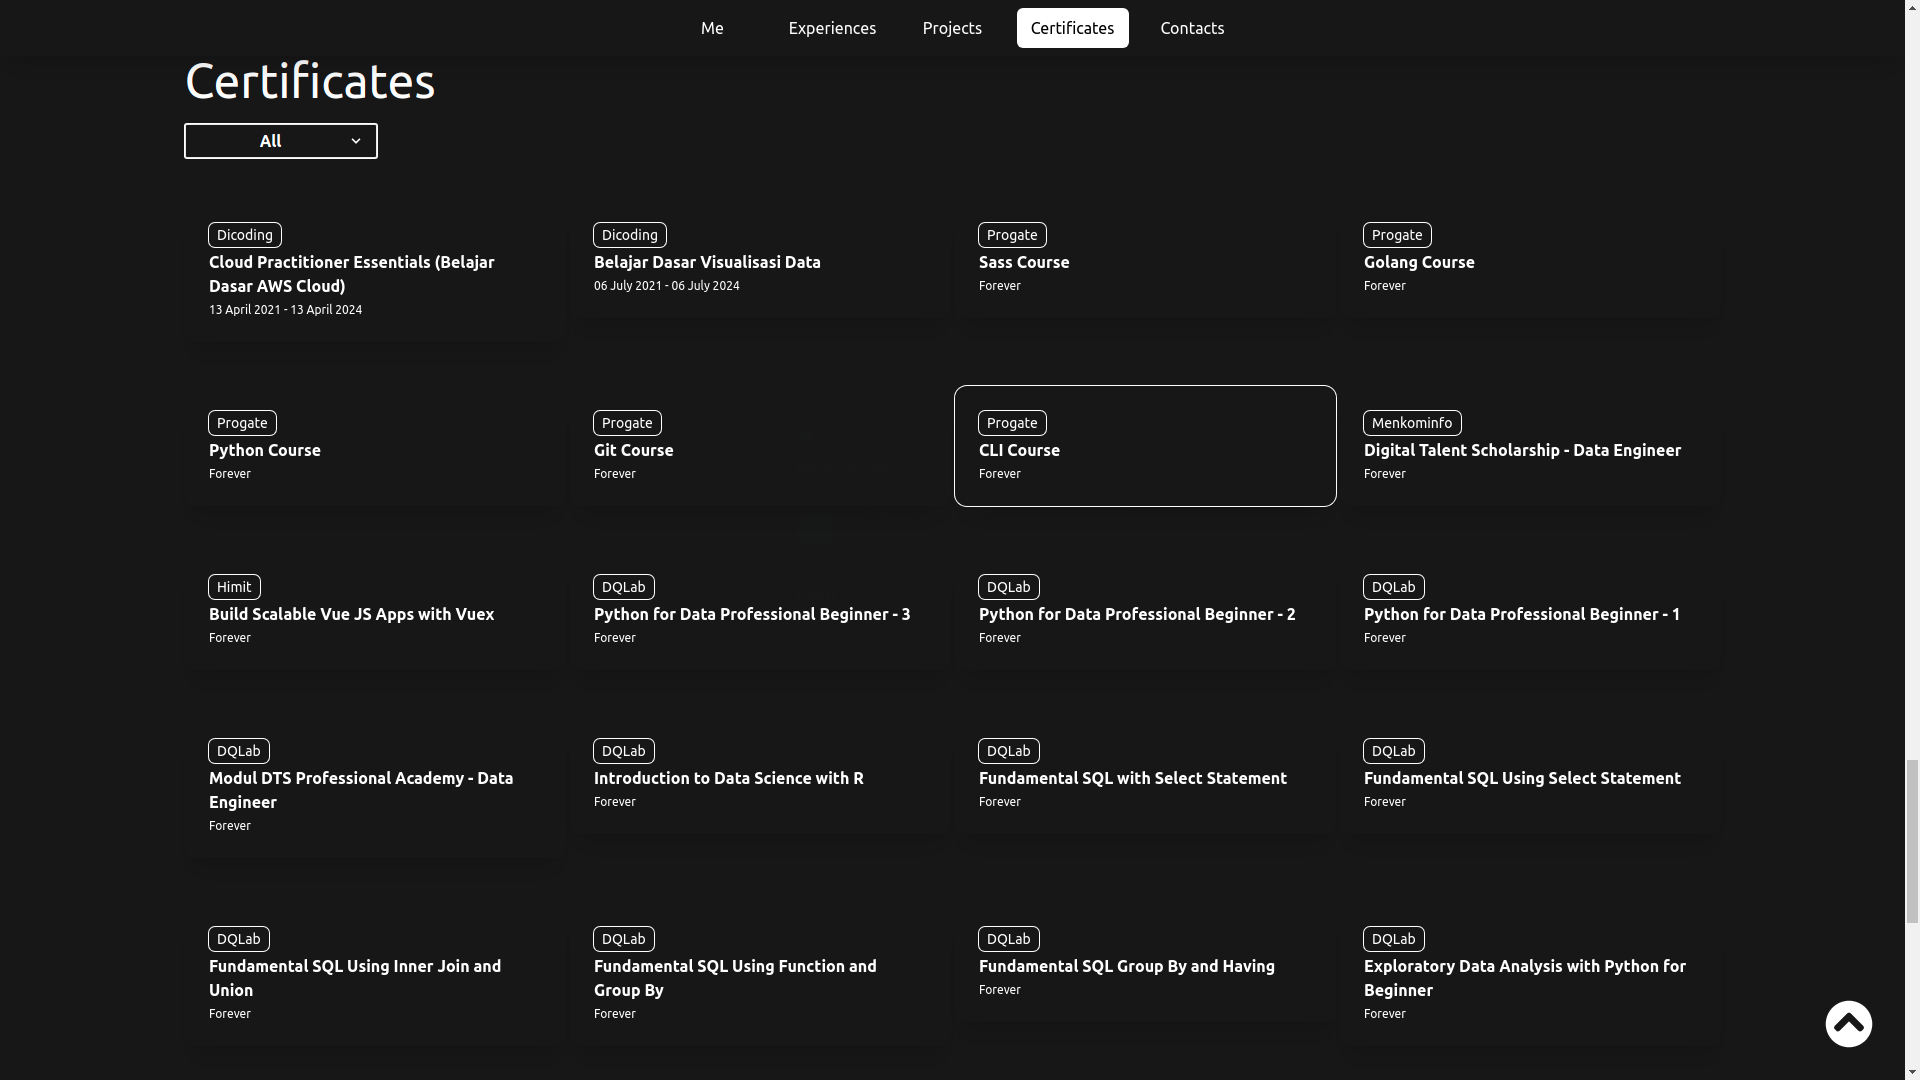 Me
Experiences
Projects
Certificates
Contacts
Certificates
All
Dicoding
Cloud Practitioner Essentials (Belajar
Dasar AWS Cloud)
13 April 2021 - 13 April 2024
Dicoding
Belajar Dasar Visualisasi Data
06 July 2021 - 06 July 2024
Progate
Sass Course
Forever
Progate
Golang Course
Forever
Progate
Python Course
Forever
Progate
Git Course
Forever
Progate
CLI Course
Forever
Menkominfo
Digital Talent Scholarship - Data Engineer
Forever
Himit
Build Scalable Vue JS Apps with Vuex
Forever
DQLab
Python for Data Professional Beginner - 3
Forever
DQLab
Python for Data Professional Beginner - 2
Forever
DQLab
Python for Data Professional Beginner - 1
Forever
DQLab
Modul DTS Professional Academy - Data
Engineer
Forever
DQLab
Introduction to Data Science with R
Forever
DQLab
Fundamental SQL with Select Statement
Forever
DQLab
Fundamental SQL Using Select Statement
Forever
DQLab
Fundamental SQL Using Inner Join and
Union
Forever
DQLab
Fundamental SQL Using Function and
Group By
Forever
DQLab
Fundamental SQL Group By and Having
Forever
DQLab
Exploratory Data Analysis with Python for
Beginner
Forever